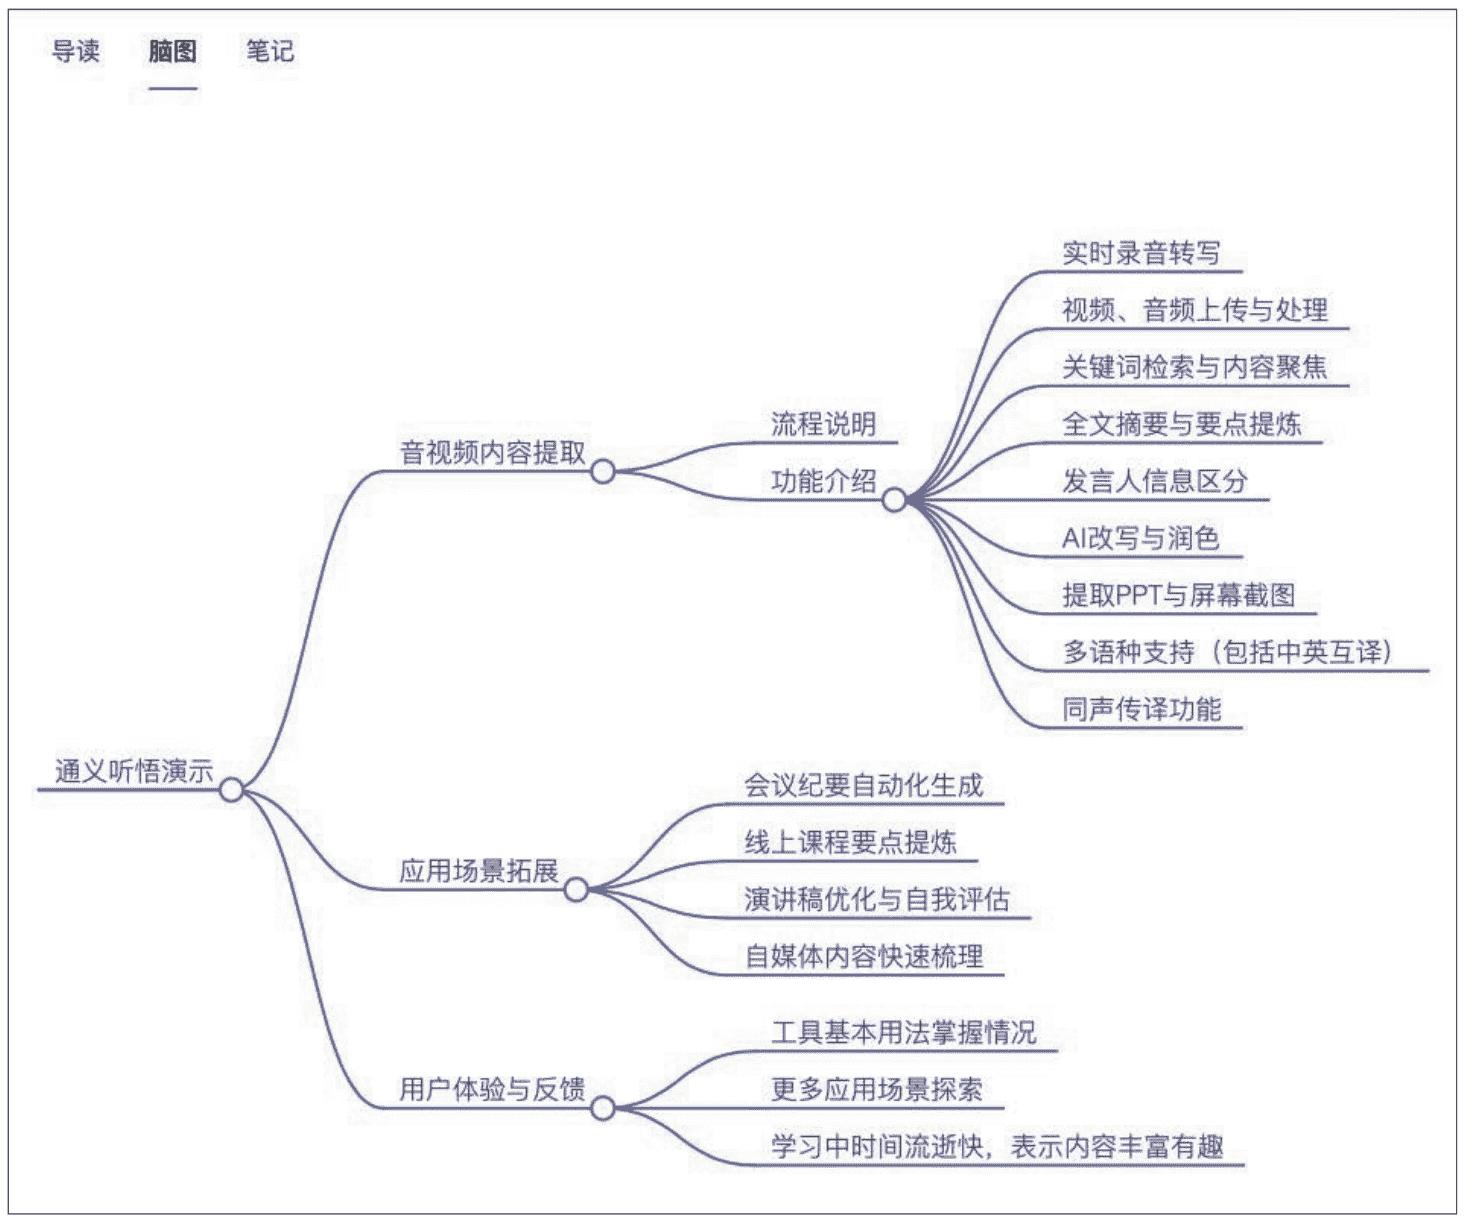 导读
脑图
笔记
通义听悟演示
音视频内容提取
流程说明
功能介绍
实时录音转写
视频、音频上传与处理
关键词检索与内容聚焦
全文摘要与要点提炼
发言人信息区分
AI改写与润色
提取PPT与屏幕截图
多语种支持（包括中英互译）
同声传译功能
应用场景拓展
会议纪要自动化生成
线上课程要点提炼
演讲稿优化与自我评估
自媒体内容快速梳理
用户体验与反馈
工具基本用法掌握情况
更多应用场景探索
学习中时间流逝快，表示内容丰富有趣